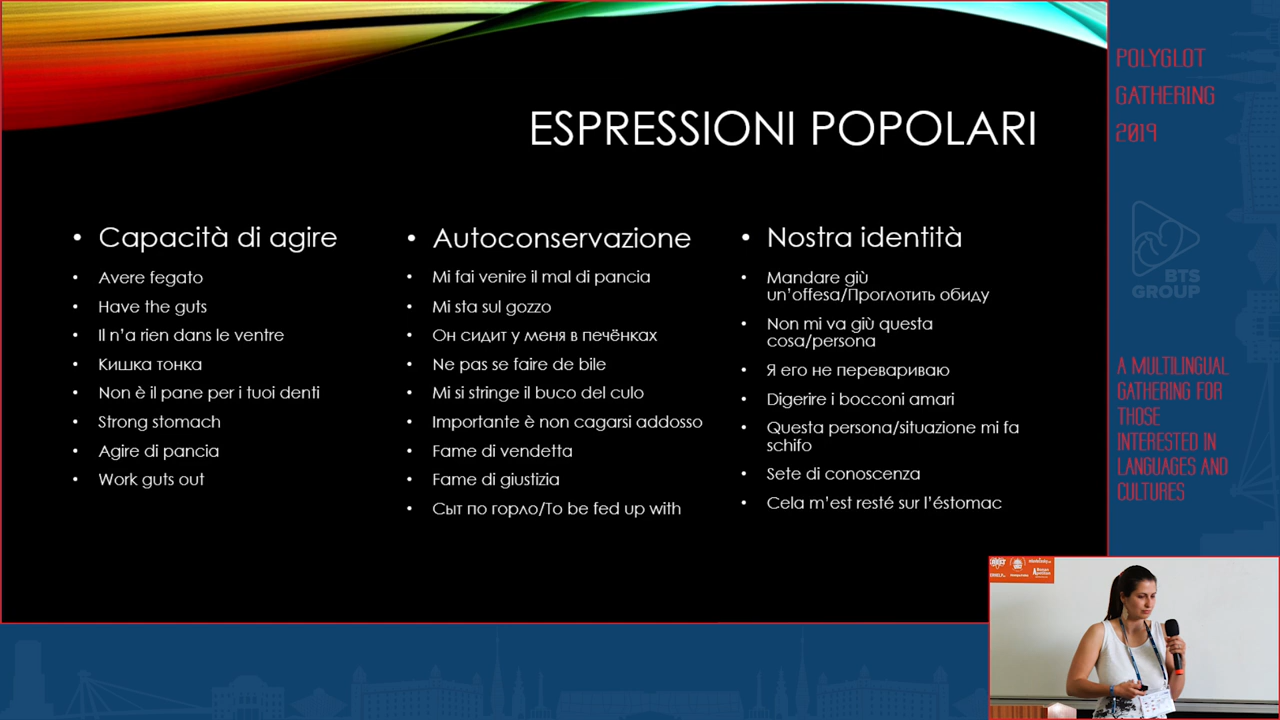 ESPRESSIONI POPOLARI
• Capacità di agire
• Avere fegato
• Have the guts
• Il n’a rien dans le ventre
• Кишка тонка
• Non è il pane per i tuoi denti
• Strong stomach
• Agire di pancia
• Work guts out
• Autoconservazione
• Mi fai venire il mal di pancia
• Mi sta sul gozzo
• Он сидит у меня в печёнках
• Ne pas se faire de bile
• Mi si stringe il buco del culo
• Importante è non cagarsi addosso
• Fame di vendetta
• Fame di giustizia
• Сыт по горло/To be fed up with
• Nostra identità
• Mandare giù
un’offesa/Проглотить обиду
• Non mi va giù questa
cosa/persona
• Я его не перевариваю
• Digerire i bocconi amari
• Questa persona/situazione mi fa
schifo
• Sete di conoscenza
• Cela m’est resté sur l’éstomac
POLYGLOT
GATHERING
2019
BTS
GROUP
A MULTILINGUAL
GATHERING FOR
THOSE
INTERESTED IN
LANGUAGES AND
CULTURES